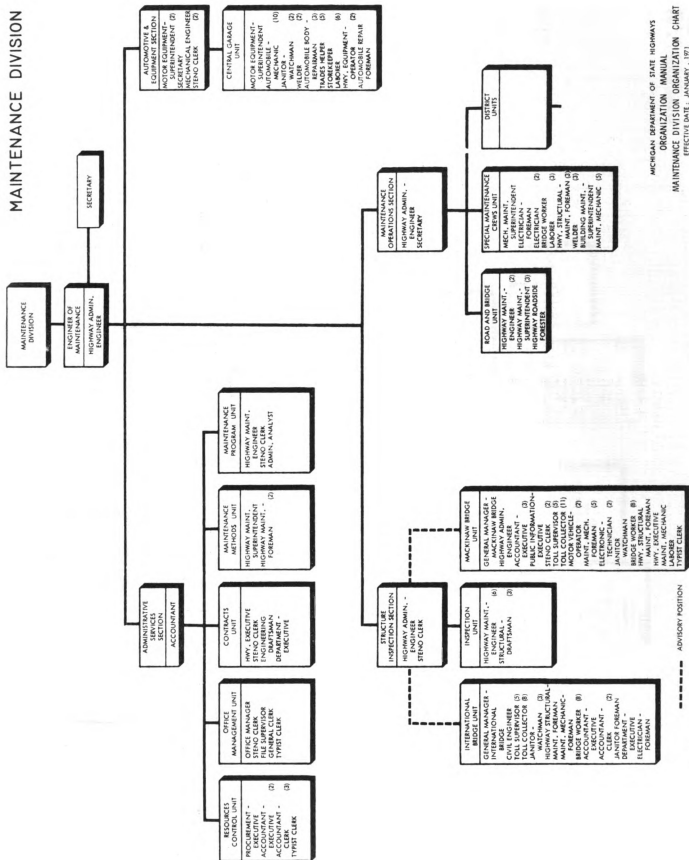 MAINTENANCE DIVISION
MAINTENANCE
DIVISION
ENGINEER OF
MAINTENANCE
HIGHWAY ADMIN,
ENGINEER
SECRETARY
ADMINISTRATIVE
SERVICES
SECTION
ACCOUNTANT
AUTOMOTIVE &
EQUIPMENT SECTION
MOTOR EQUIPMENT-
SUPERINTENDENT (2)
SECRETARY
MECHANICAL ENGINEER
STENO CLERK (2)
CENTRAL GARAGE
UNIT
MOTOR EQUIPMENT-
SUPERINTENDENT
AUTOMOBILE - (10)
MECHANIC
JANITOR - (2)
WATCHMAN
WELDER (2)
AUTOMOBILE BODY -
REPAIRMAN (3)
TRADES HELPER (5)
STOREKEEPER
LABORER (6)
HWY, EQUIPMENT -
OPERATOR (2)
AUTOMOBILE REPAIR
FOREMAN
RESOURCES
CONTROL UNIT
PROCUREMENT -
EXECUTIVE
ACCOUNTANT - (2)
EXECUTIVE
ACCOUNTANT -
CLERK (3)
TYPIST CLERK
OFFICE
MANAGEMENT UNIT
OFFICE MANAGER
STENO CLERK
FILE SUPERVISOR
GENERAL CLERK
TYPIST CLERK
CONTRACTS
UNIT
HWY, EXECUTIVE
STENO CLERK
ENGINEERING
DRAFTSMAN
DEPARTMENT -
EXECUTIVE
MAINTENANCE
METHODS UNIT
HIGHWAY MAINT,
SUPERINTENDENT
HIGHWAY MAINT, - (2)
FOREMAN
MAINTENANCE
PROGRAM UNIT
HIGHWAY MAINT,
ENGINEER
STENO CLERK
ADMIN, ANALYST
STRUCTURE
INSPECTION SECTION
HIGHWAY ADMIN, -
ENGINEER
STENO CLERK
MAINTENANCE
OPERATIONS SECTION
HIGHWAY ADMIN, -
ENGINEER
SECRETARY
INTERNATIONAL
BRIDGE UNIT
GENERAL MANAGER -
INTERNATIONAL
BRIDGE
CIVIL ENGINEER
TOLL SUPERVISOR (5)
TOLL COLLECTOR (8)
JANITOR -
WATCHMAN (3)
HIGHWAY STRUCTURAL-
MAINT, FOREMAN
MAINT, MECHANIC-
FOREMAN
BRIDGE WORKER (8)
ACCOUNTANT -
EXECUTIVE
ACCOUNTANT -
CLERK (2)
JANITOR FOREMAN
DEPARTMENT -
EXECUTIVE
ELECTRICIAN -
FOREMAN
INSPECTION
UNIT
HIGHWAY MAINT, - (6)
ENGINEER
STRUCTURAL - (3)
DRAFTSMAN
MACKINAW BRIDGE
UNIT
GENERAL MANAGER -
MACKINAW BRIDGE
HIGHWAY ADMIN,
ENGINEER
ACCOUNTANT -
EXECUTIVE (3)
PUBLIC INFORMATION-
EXECUTIVE
STENO CLERK (2)
TOLL SUPERVISOR (5)
TOLL COLLECTOR (11)
MOTOR VEHICLE-
OPERATOR (2)
MAINT, MECH,
FOREMAN (5)
ELECTRONIC -
TECHNICIAN (2)
JANITOR
WATCHMAN
BRIDGE WORKER (8)
HWY, STRUCTURAL
MAINT, FOREMAN
HWY, EXECUTIVE
MAINT, MECHANIC
LABORER
TYPIST CLERK
ROAD AND BRIDGE
UNIT
HIGHWAY MAINT, - (2)
ENGINEER
HIGHWAY MAINT, -
SUPERINTENDENT (3)
HIGHWAY ROADSIDE
FORESTER
SPECIAL MAINTENANCE
CREWS UNIT
MECH, MAINT,
SUPERINTENDENT
ELECTRICIAN -
FOREMAN
ELECTRICIAN (2)
BRIDGE WORKER
LABORER (3)
HWY, STRUCTURAL -
MAINT, FOREMAN (2)
WELDER (3)
BUILDING MAINT, -
SUPERINTENDENT
MAINT, MECHANIC (5)
DISTRICT
UNITS
ADVISORY POSITION
MICHIGAN DEPARTMENT OF STATE HIGHWAYS
ORGANIZATION MANUAL
MAINTENANCE DIVISION ORGANIZATION CHART
EFFECTIVE DATE : JANUARY , 1971